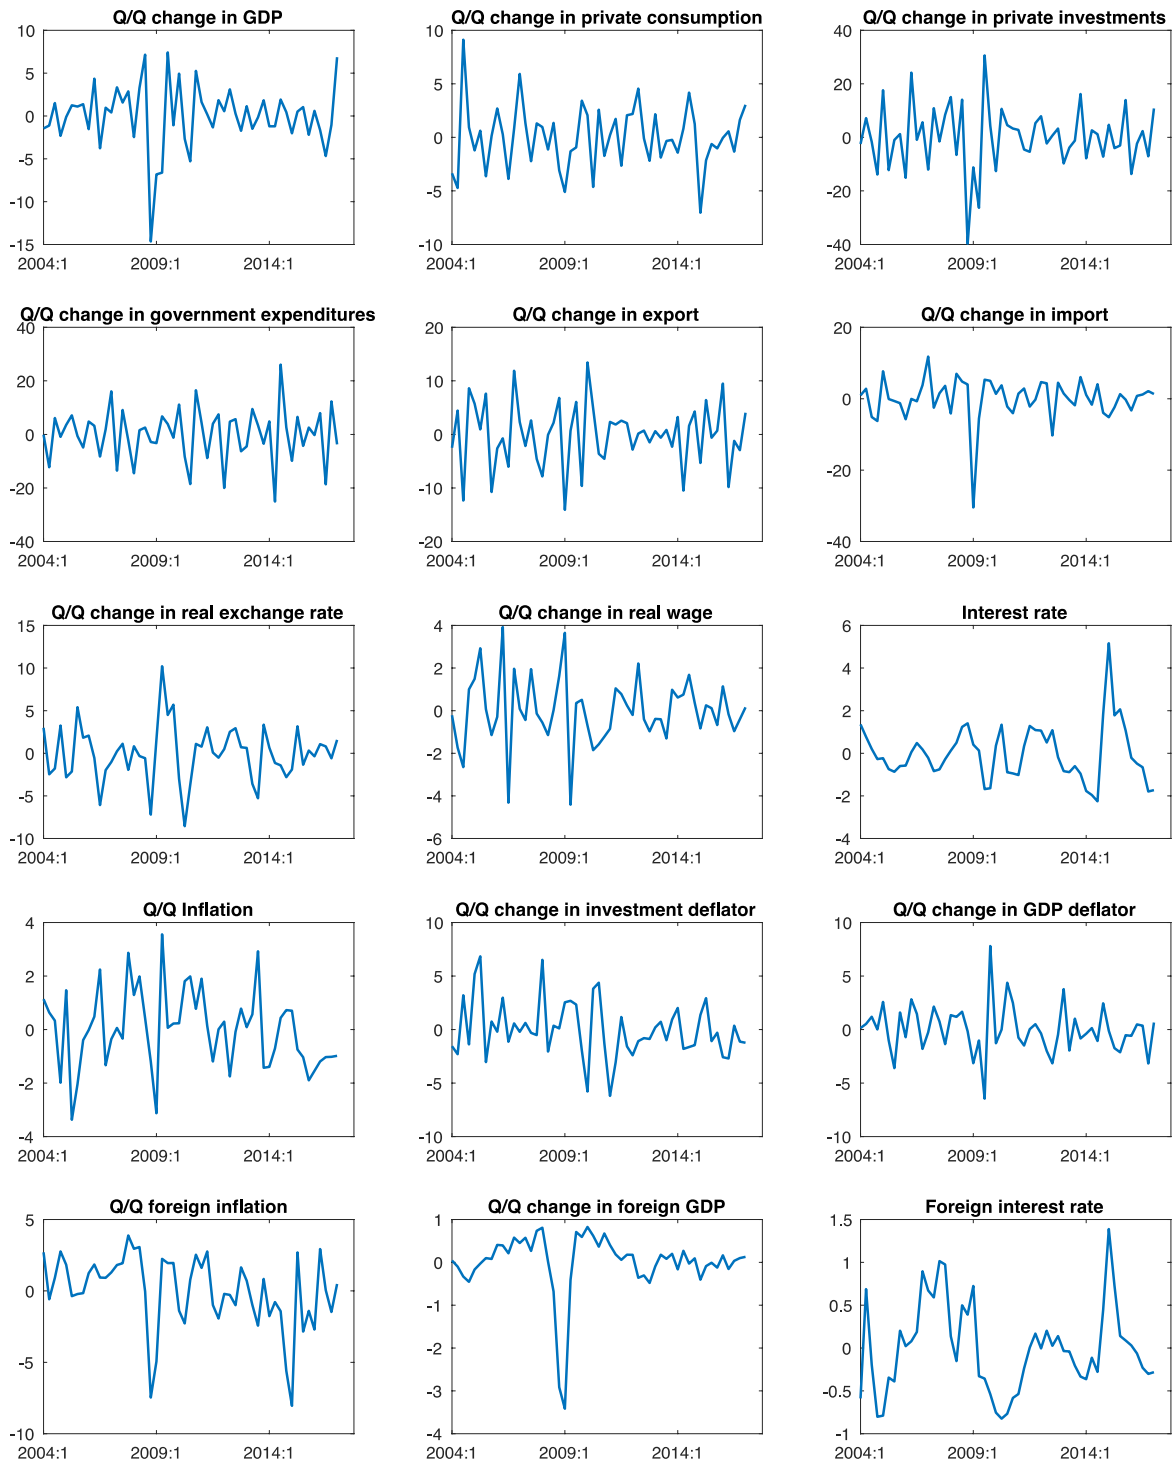 Q/Q change in GDP
10
5
0
-5
-10
-15
2004:1 2009:1 2014:1
Q/Q change in private consumption
10
5
0
-5
-10
2004:1 2009:1 2014:1
Q/Q change in private investments
40
20
0
-20
-40
2004:1 2009:1 2014:1
Q/Q change in government expenditures
40
20
0
-20
-40
2004:1 2009:1 2014:1
Q/Q change in export
20
10
0
-10
-20
2004:1 2009:1 2014:1
Q/Q change in import
20
0
-20
-40
2004:1 2009:1 2014:1
Q/Q change in real exchange rate
15
10
5
0
-5
-10
2004:1 2009:1 2014:1
Q/Q change in real wage
4
2
0
-2
-4
-6
2004:1 2009:1 2014:1
Interest rate
6
4
2
0
-2
-4
2004:1 2009:1 2014:1
Q/Q Inflation
4
2
0
-2
-4
2004:1 2009:1 2014:1
Q/Q change in investment deflator
10
5
0
-5
-10
2004:1 2009:1 2014:1
Q/Q change in GDP deflator
10
5
0
-5
-10
2004:1 2009:1 2014:1
Q/Q foreign inflation
5
0
-5
-10
2004:1 2009:1 2014:1
Q/Q change in foreign GDP
1
0
-1
-2
-3
-4
2004:1 2009:1 2014:1
Foreign interest rate
1.5
1
0.5
0
-0.5
-1
2004:1 2009:1 2014:1